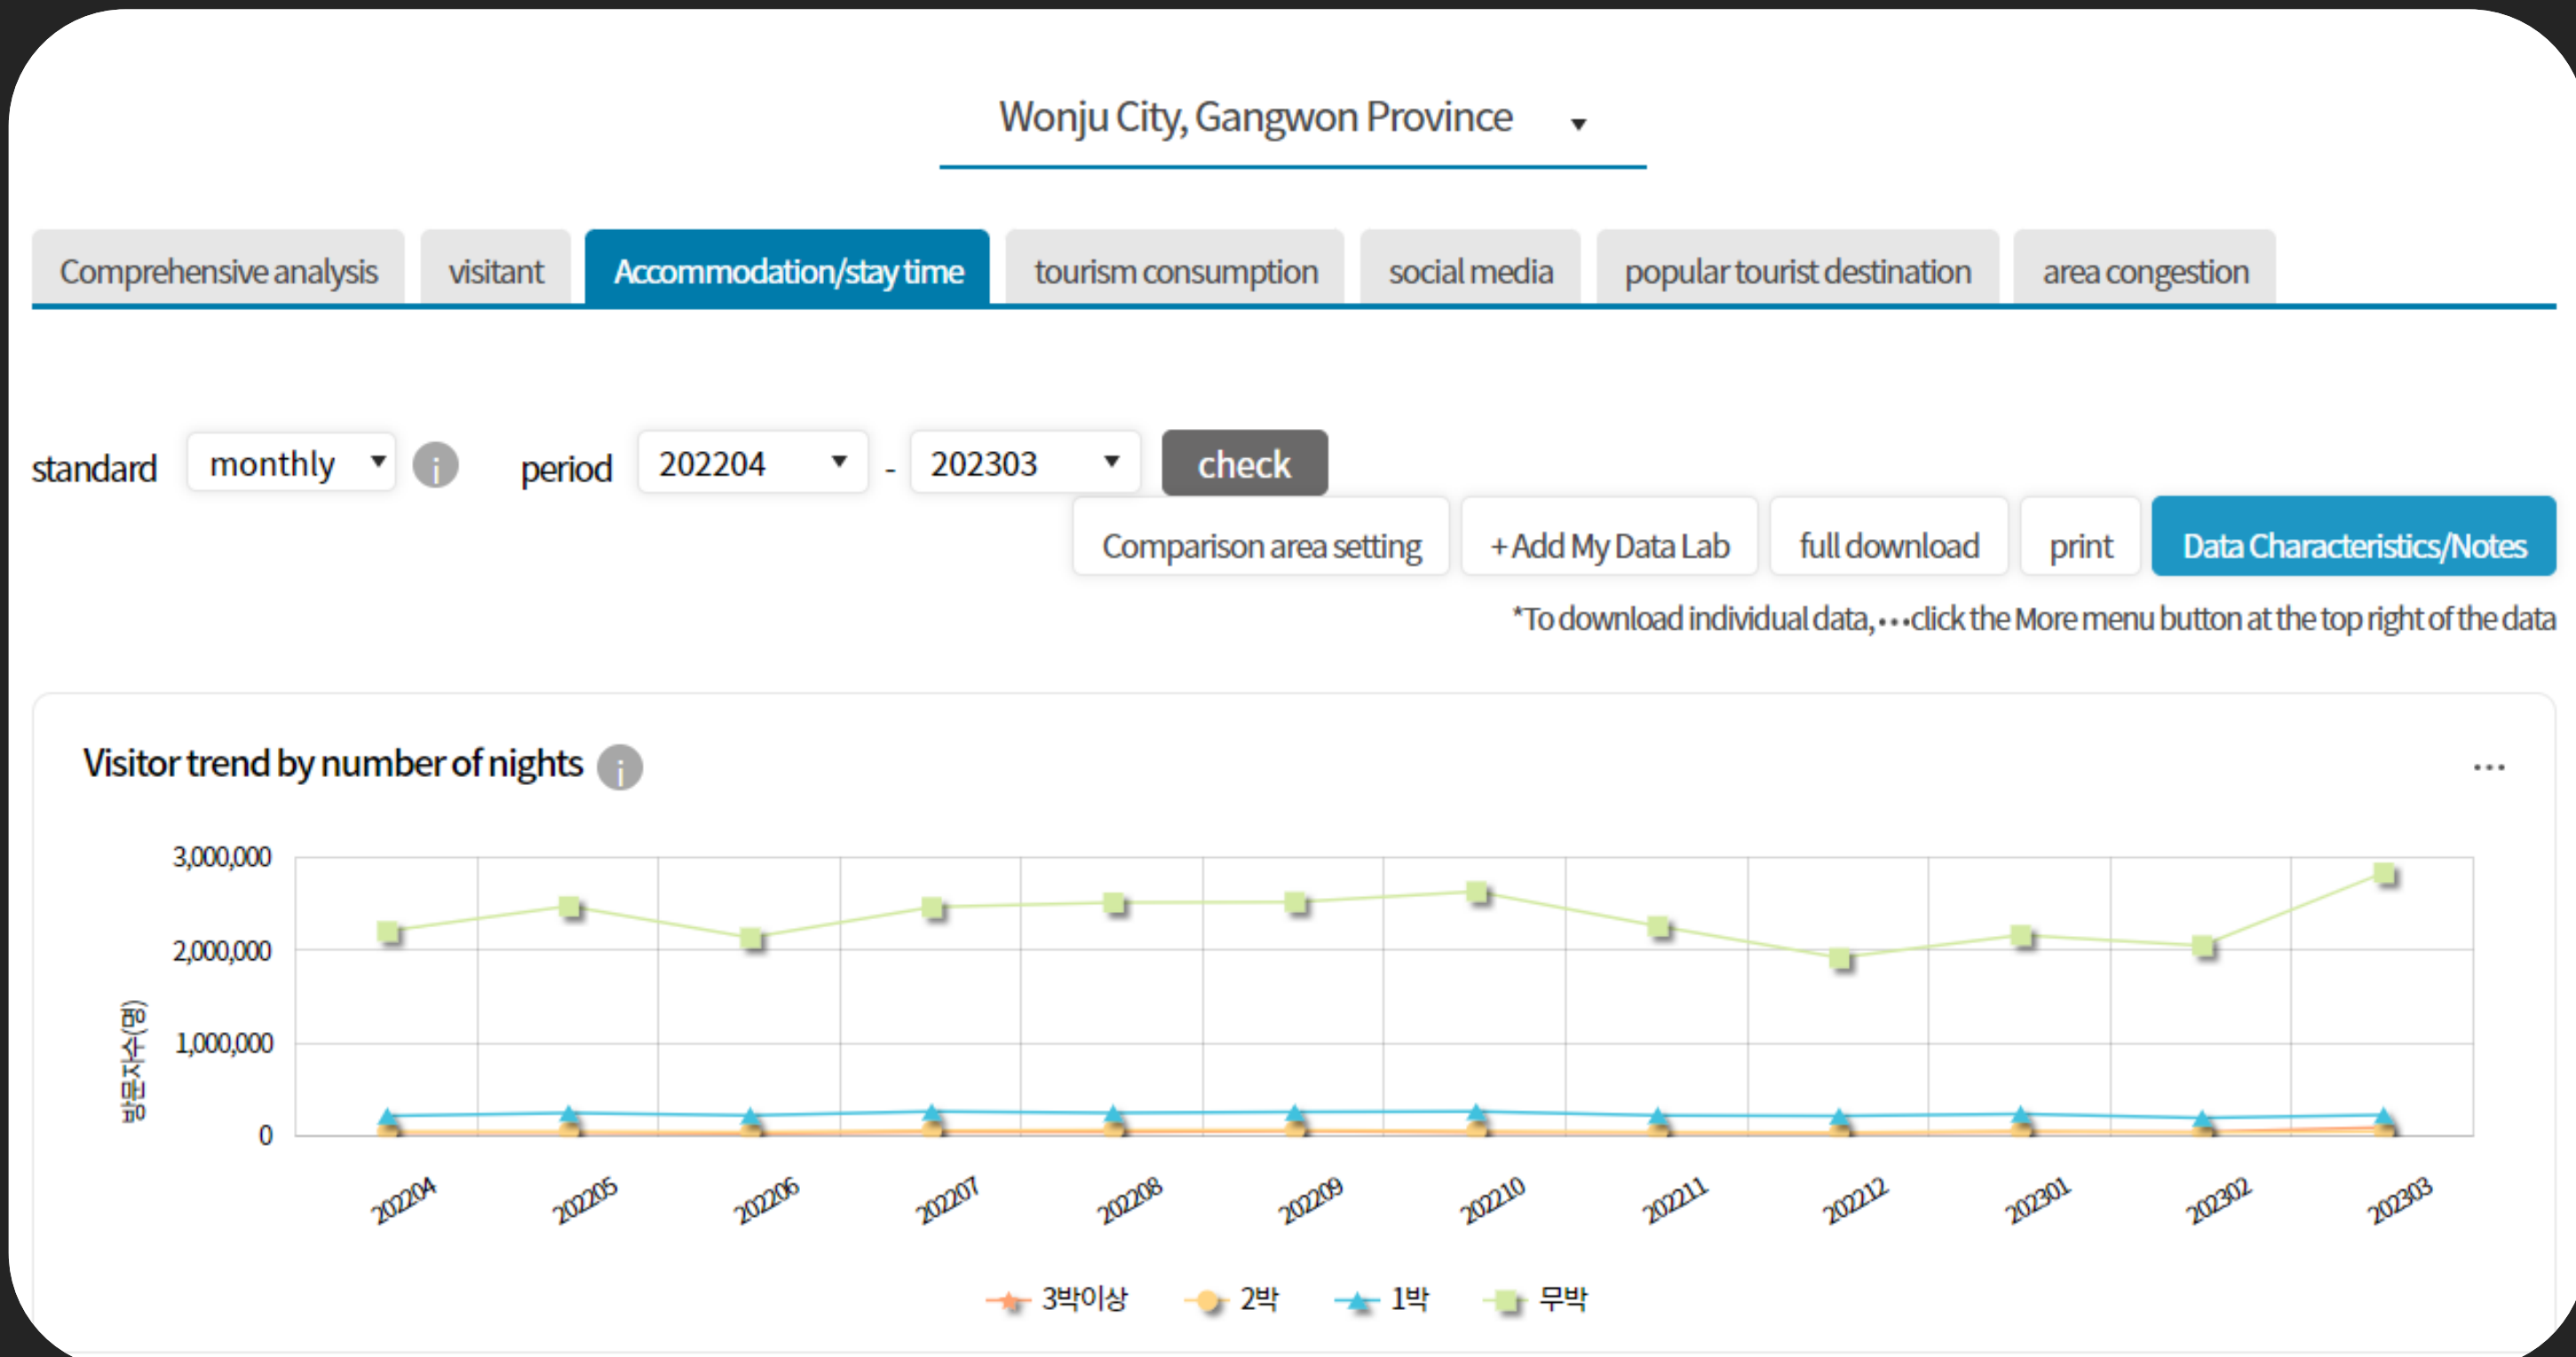 Wonju City, Gangwon Province
Comprehensive analysis visitant Accommodation/stay time tourism consumption social media popular tourist destination area congestion
standard monthly i period 202204 - 202303 check
Comparison area setting + Add My Data Lab full download print Data Characteristics/Notes
*To download individual data, ••• click the More menu button at the top right of the data
Visitor trend by number of nights i
3,000,000
2,000,000
1,000,000
0
방문자수(명)
202204 202205 202206 202207 202208 202209 202210 202211 202212 202301 202302 202303
3박이상 2박 1박 무박